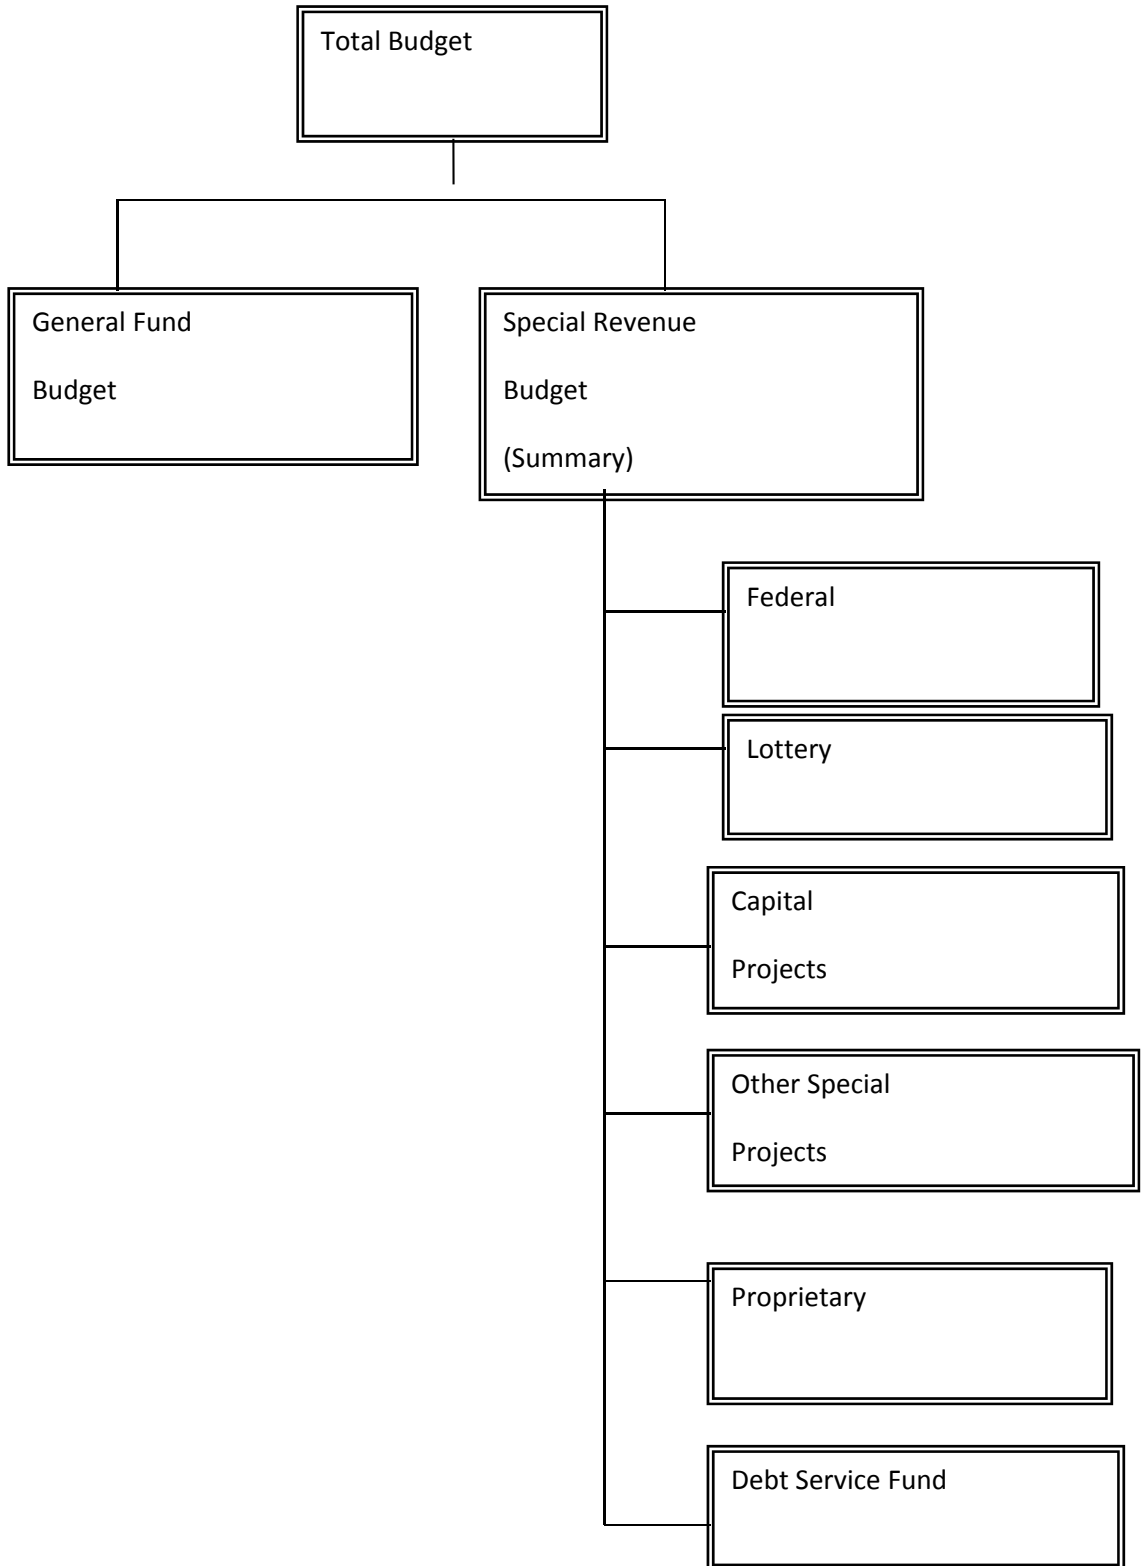 Total Budget
General Fund
Budget
Special Revenue
Budget
(Summary)
Federal
Lottery
Capital
Projects
Other Special
Projects
Proprietary
Debt Service Fund